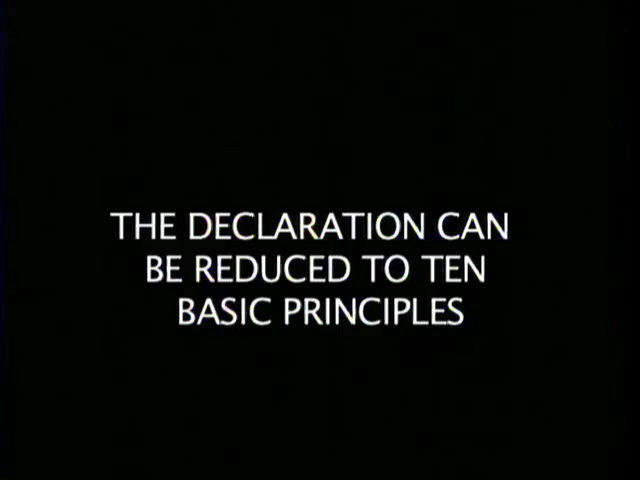 THE DECLARATION CAN
BE REDUCED TO TEN
BASIC PRINCIPLES